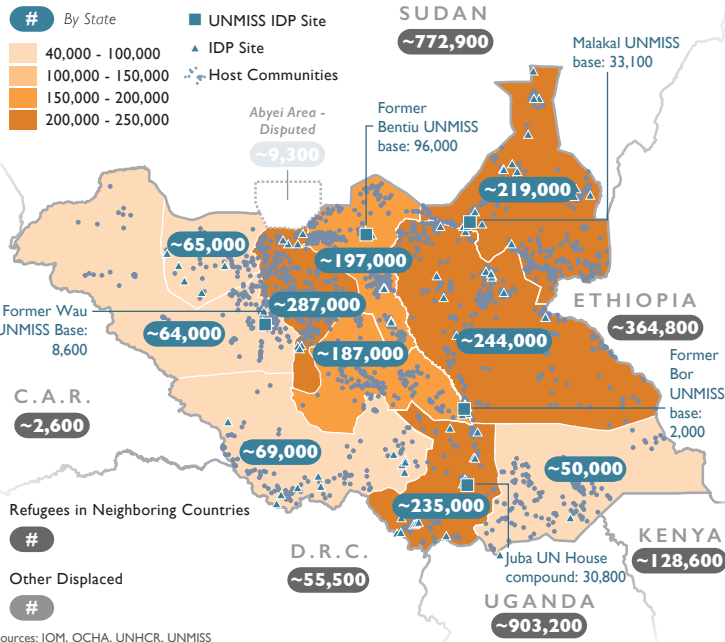 # By State
40,000 - 100,000
100,000 - 150,000
150,000 - 200,000
200,000 - 250,000
UNMISS IDP Site
IDP Site
Host Communities
SUDAN
~772,900
Malakal UNMISS
base: 33,100
Abyei Area -
Disputed
~9,300
Former
Bentiu UNMISS
base: 96,000
~219,000
~65,000
~197,000
~287,000
ETHIOPIA
~364,800
Former Wau
UNMISS Base:
8,600
~64,000
~187,000
~244,000
Former
Bor
UNMISS
base:
2,000
C.A.R.
~2,600
~69,000
~50,000
~235,000
Refugees in Neighboring Countries
#
Other Displaced
#
D.R.C.
~55,500
Juba UN House
compound: 30,800
KENYA
~128,600
UGANDA
~903,200
ources: IOM, OCHA, UNHCR, UNMISS